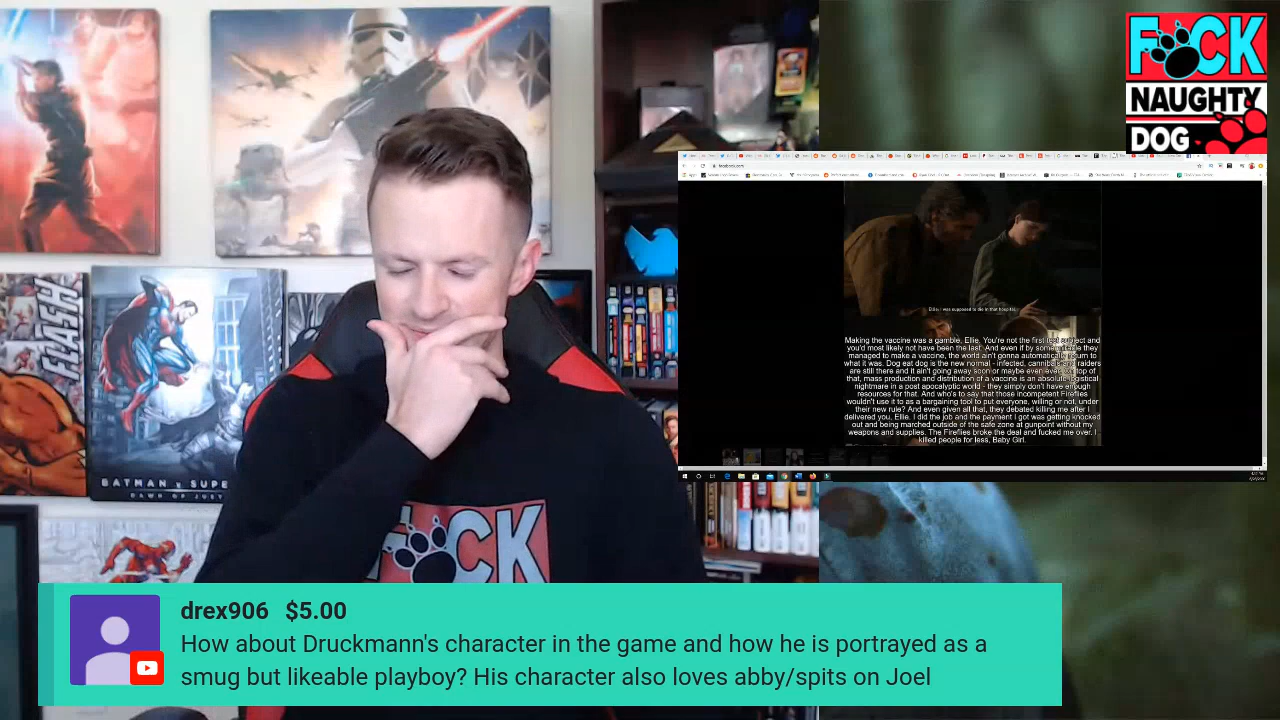 F CK
NAUGHTY
DOG
FLASH
BATMAN v SUPE
DAWN OF JUST
Ellie: I was supposed to die in that hospital.
Making the vaccine was a gamble, Ellie. You're not the first test subject and
you'd most likely not have been the last. And even if by some they
managed to make a vaccine, the world ain't gonna automatically return to
what it was. Dog eat dog is the new normal - infected, cannibals and raiders
are still there and it ain't going away soon or maybe even ever. On top of
that, mass production and distribution of a vaccine is an absolute logistical
nightmare in a post apocalyptic world - they simply don't have enough
resources for that. And who's to say that those incompetent Fireflies
wouldn't use it to as a bargaining tool to put everyone, willing or not, under
their new rule? And even given all that, they debated killing me after I
delivered you, Ellie. I did the job and the payment I got was getting knocked
out and being marched outside of the safe zone at gunpoint without my
weapons and supplies. The Fireflies broke the deal and fucked me over. I
killed people for less, Baby Girl.
F CK
drex906 $5.00
How about Druckmann's character in the game and how he is portrayed as a
smug but likeable playboy? His character also loves abby/spits on Joel